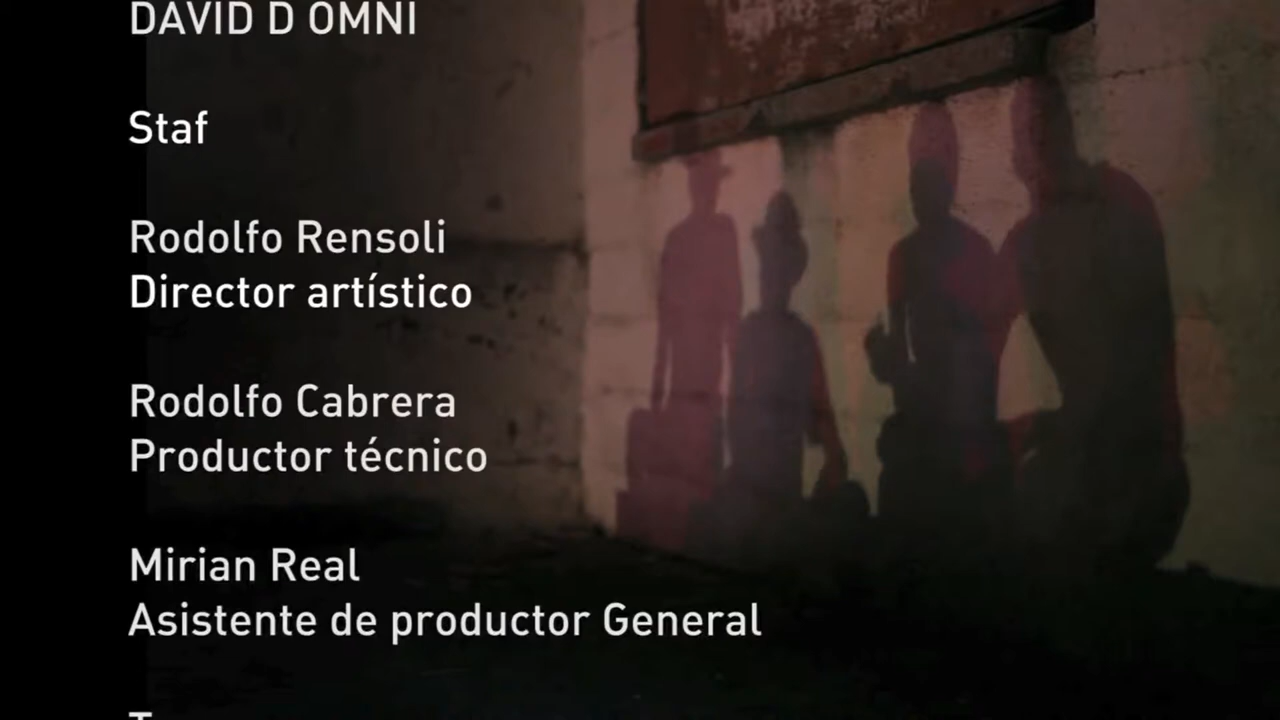 DAVID D OMNI
Staf
Rodolfo Rensoli
Director artístico
Rodolfo Cabrera
Productor técnico
Mirian Real
Asistente de productor General